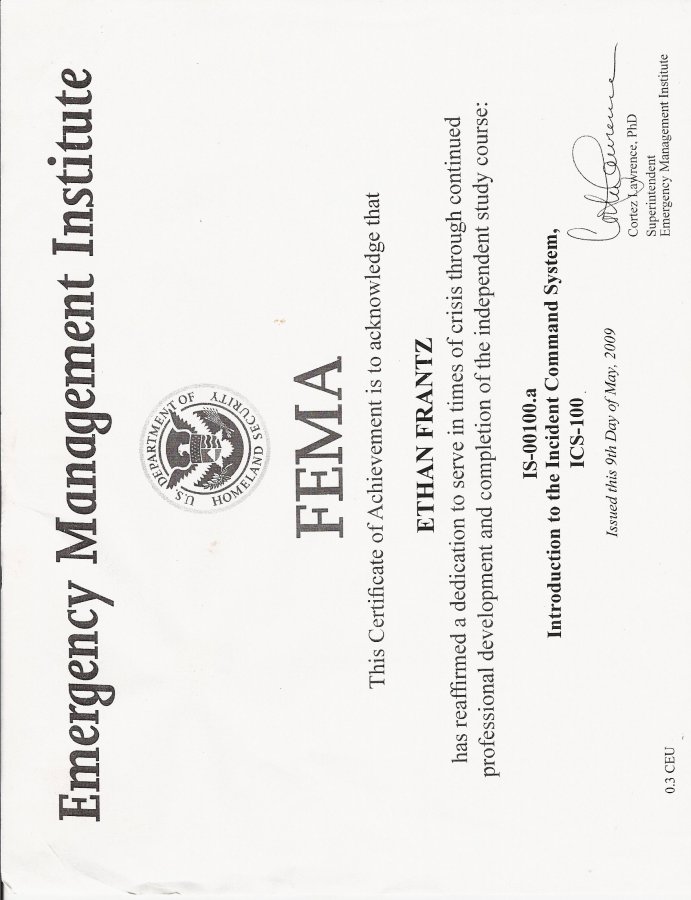 Emergency Management Institute
U.S. DEPARTMENT OF
HOMELAND SECURITY
FEMA
This Certificate of Achievement is to acknowledge that
ETHAN FRANTZ
has reaffirmed a dedication to serve in times of crisis through continued
professional development and completion of the independent study course:
IS-00100.a
Introduction to the Incident Command System,
ICS-100
Issued this 9th Day of May, 2009
Cortez Lawrence
Cortez Lawrence, PhD
Superintendent
Emergency Management Institute
0.3 CEU